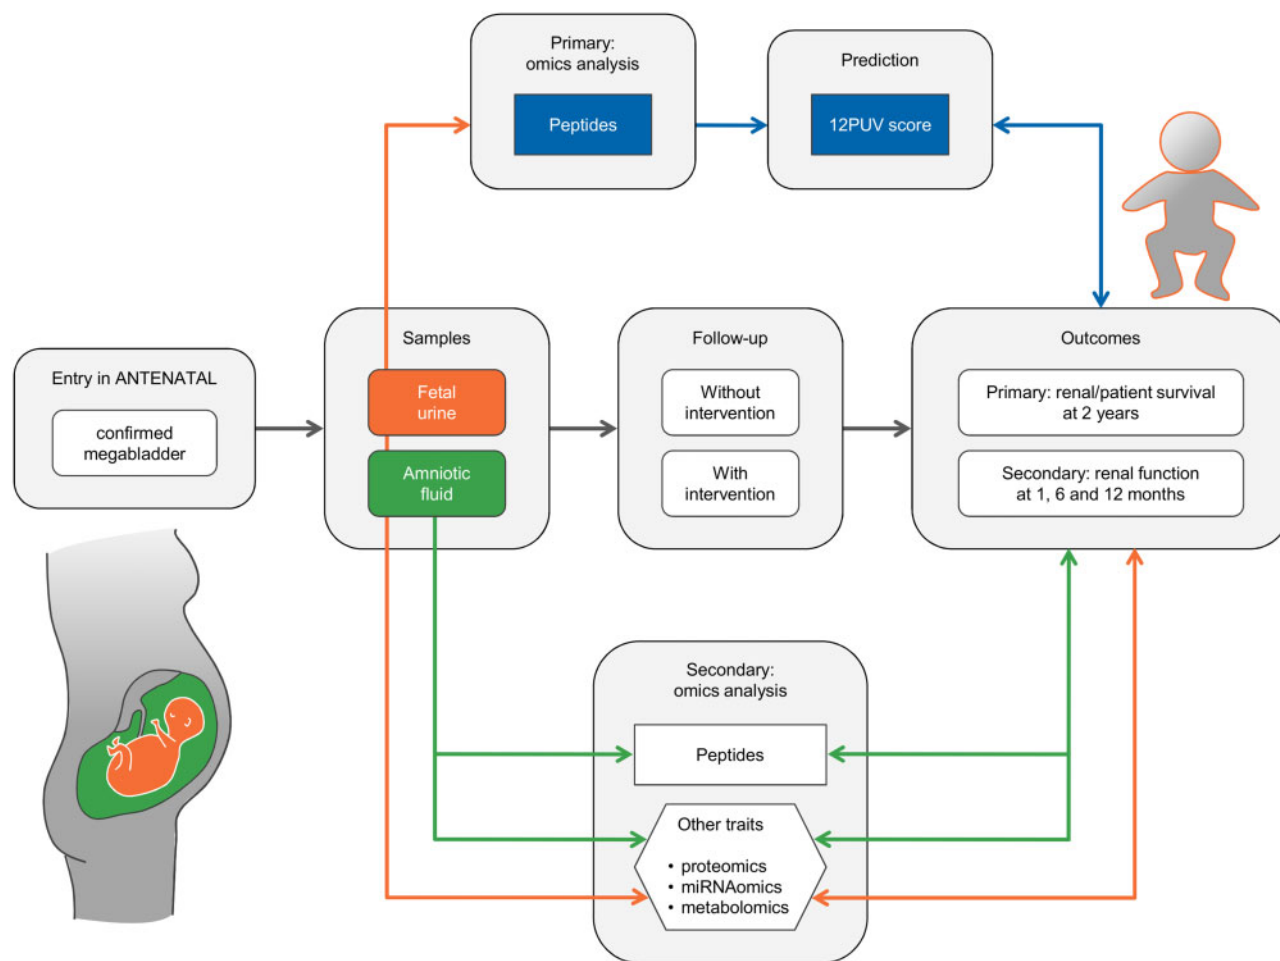 Primary:
omics analysis
Peptides
Prediction
12PUV score
Entry in ANTENATAL
confirmed
megabladder
Samples
Fetal
urine
Amniotic
fluid
Follow-up
Without
intervention
With
intervention
Outcomes
Primary: renal/patient survival
at 2 years
Secondary: renal function
at 1, 6 and 12 months
Secondary:
omics analysis
Peptides
Other traits
• proteomics
• miRNAomics
• metabolomics